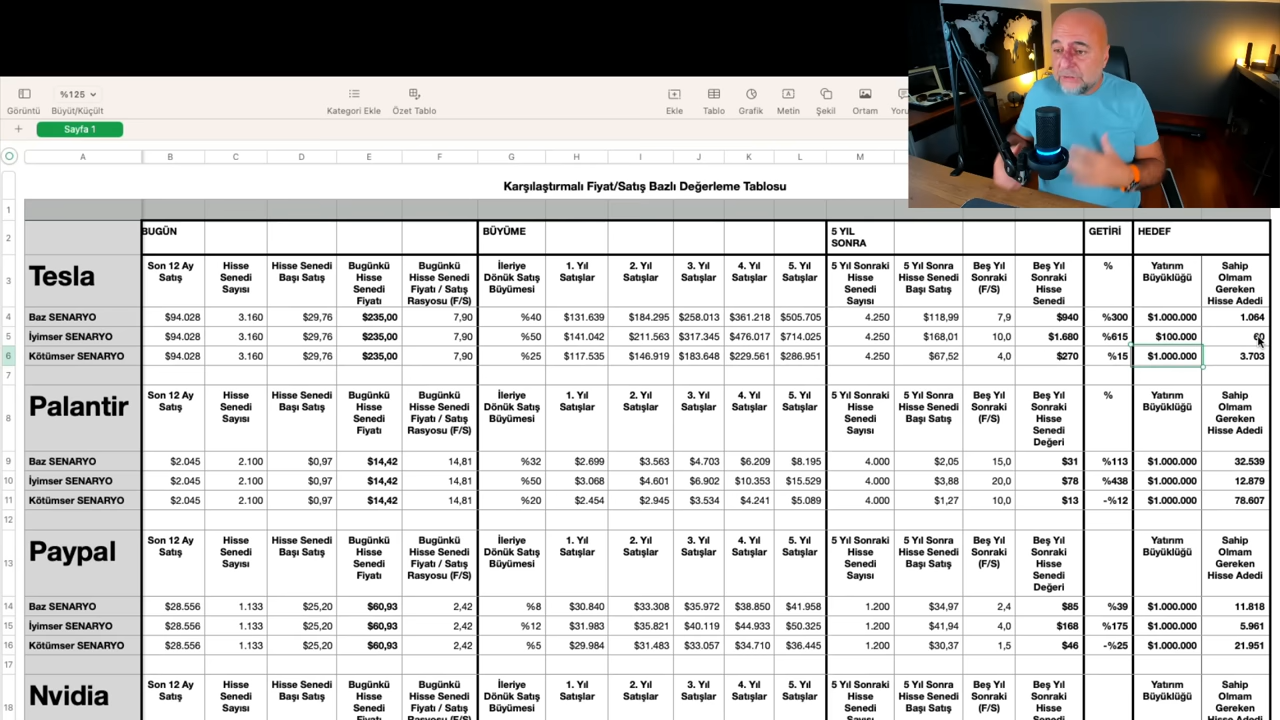 %125
Görüntü
Büyüt/Küçült
Kategori Ekle
Özet Tablo
Ekle
Tablo
Grafik
Metin
Şekil
Ortam
Sayfa 1
A B C D E F G H I J K L M
Karşılaştırmalı Fiyat/Satış Bazlı Değerleme Tablosu
1
2 BUGÜN BÜYÜME 5 YIL SONRA GETİRİ HEDEF
3 Tesla Son 12 Ay Satış Hisse Senedi Sayısı Hisse Senedi Başı Satış Bugünkü Hisse Senedi Fiyatı Bugünkü Hisse Senedi Fiyatı / Satış Rasyosu (F/S) İleriye Dönük Satış Büyümesi 1. Yıl Satışlar 2. Yıl Satışlar 3. Yıl Satışlar 4. Yıl Satışlar 5. Yıl Satışlar 5 Yıl Sonraki Hisse Senedi Sayısı 5 Yıl Sonra Hisse Senedi Başı Satış Beş Yıl Sonraki (F/S) Beş Yıl Sonraki Hisse Senedi % Yatırım Büyüklüğü Sahip Olmam Gereken Hisse Adedi
4 Baz SENARYO $94.028 3.160 $29,76 $235,00 7,90 %40 $131.639 $184.295 $258.013 $361.218 $505.705 4.250 $118,99 7,9 $940 %300 $1.000.000 1.064
5 İyimser SENARYO $94.028 3.160 $29,76 $235,00 7,90 %50 $141.042 $211.563 $317.345 $476.017 $714.025 4.250 $168,01 10,0 $1.680 %615 $100.000
6 Kötümser SENARYO $94.028 3.160 $29,76 $235,00 7,90 %25 $117.535 $146.919 $183.648 $229.561 $286.951 4.250 $67,52 4,0 $270 %15 $1.000.000 3.703
7
8 Palantir Son 12 Ay Satış Hisse Senedi Sayısı Hisse Senedi Başı Satış Bugünkü Hisse Senedi Fiyatı Bugünkü Hisse Senedi Fiyatı / Satış Rasyosu (F/S) İleriye Dönük Satış Büyümesi 1. Yıl Satışlar 2. Yıl Satışlar 3. Yıl Satışlar 4. Yıl Satışlar 5. Yıl Satışlar 5 Yıl Sonraki Hisse Senedi Sayısı 5 Yıl Sonra Hisse Senedi Başı Satış Beş Yıl Sonraki (F/S) Beş Yıl Sonraki Hisse Senedi Değeri % Yatırım Büyüklüğü Sahip Olmam Gereken Hisse Adedi
9 Baz SENARYO $2.045 2.100 $0,97 $14,42 14,81 %32 $2.699 $3.563 $4.703 $6.209 $8.195 4.000 $2,05 15,0 $31 %113 $1.000.000 32.539
10 İyimser SENARYO $2.045 2.100 $0,97 $14,42 14,81 %50 $3.068 $4.601 $6.902 $10.353 $15.529 4.000 $3,88 20,0 $78 %438 $1.000.000 12.879
11 Kötümser SENARYO $2.045 2.100 $0,97 $14,42 14,81 %20 $2.454 $2.945 $3.534 $4.241 $5.089 4.000 $1,27 10,0 $13 -%12 $1.000.000 78.607
12
13 Paypal Son 12 Ay Satış Hisse Senedi Sayısı Hisse Senedi Başı Satış Bugünkü Hisse Senedi Fiyatı Bugünkü Hisse Senedi Fiyatı / Satış Rasyosu (F/S) İleriye Dönük Satış Büyümesi 1. Yıl Satışlar 2. Yıl Satışlar 3. Yıl Satışlar 4. Yıl Satışlar 5. Yıl Satışlar 5 Yıl Sonraki Hisse Senedi Sayısı 5 Yıl Sonra Hisse Senedi Başı Satış Beş Yıl Sonraki (F/S) Beş Yıl Sonraki Hisse Senedi Değeri % Yatırım Büyüklüğü Sahip Olmam Gereken Hisse Adedi
14 Baz SENARYO $28.556 1.133 $25,20 $60,93 2,42 %8 $30.840 $33.308 $35.972 $38.850 $41.958 1.200 $34,97 2,4 $85 %39 $1.000.000 11.818
15 İyimser SENARYO $28.556 1.133 $25,20 $60,93 2,42 %12 $31.983 $35.821 $40.119 $44.933 $50.325 1.200 $41,94 4,0 $168 %175 $1.000.000 5.961
16 Kötümser SENARYO $28.556 1.133 $25,20 $60,93 2,42 %5 $29.984 $31.483 $33.057 $34.710 $36.445 1.200 $30,37 1,5 $46 -%25 $1.000.000 21.951
17
18 Nvidia Son 12 Ay Satış Hisse Senedi Sayısı Hisse Senedi Başı Satış Bugünkü Hisse Senedi Fiyatı Bugünkü Hisse Senedi Fiyatı / Satış Rasyosu (F/S) İleriye Dönük Satış Büyümesi 1. Yıl Satışlar 2. Yıl Satışlar 3. Yıl Satışlar 4. Yıl Satışlar 5. Yıl Satışlar 5 Yıl Sonraki Hisse Senedi Sayısı 5 Yıl Sonra Hisse Senedi Başı Satış Beş Yıl Sonraki (F/S) Beş Yıl Sonraki Hisse Senedi % Yatırım Büyüklüğü Sahip Olmam Gereken Hisse Adedi